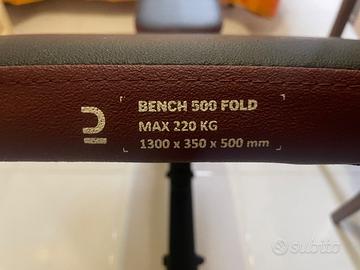 BENCH 500 FOLD
MAX 220 KG
1300 x 350 x 500 mm
subito